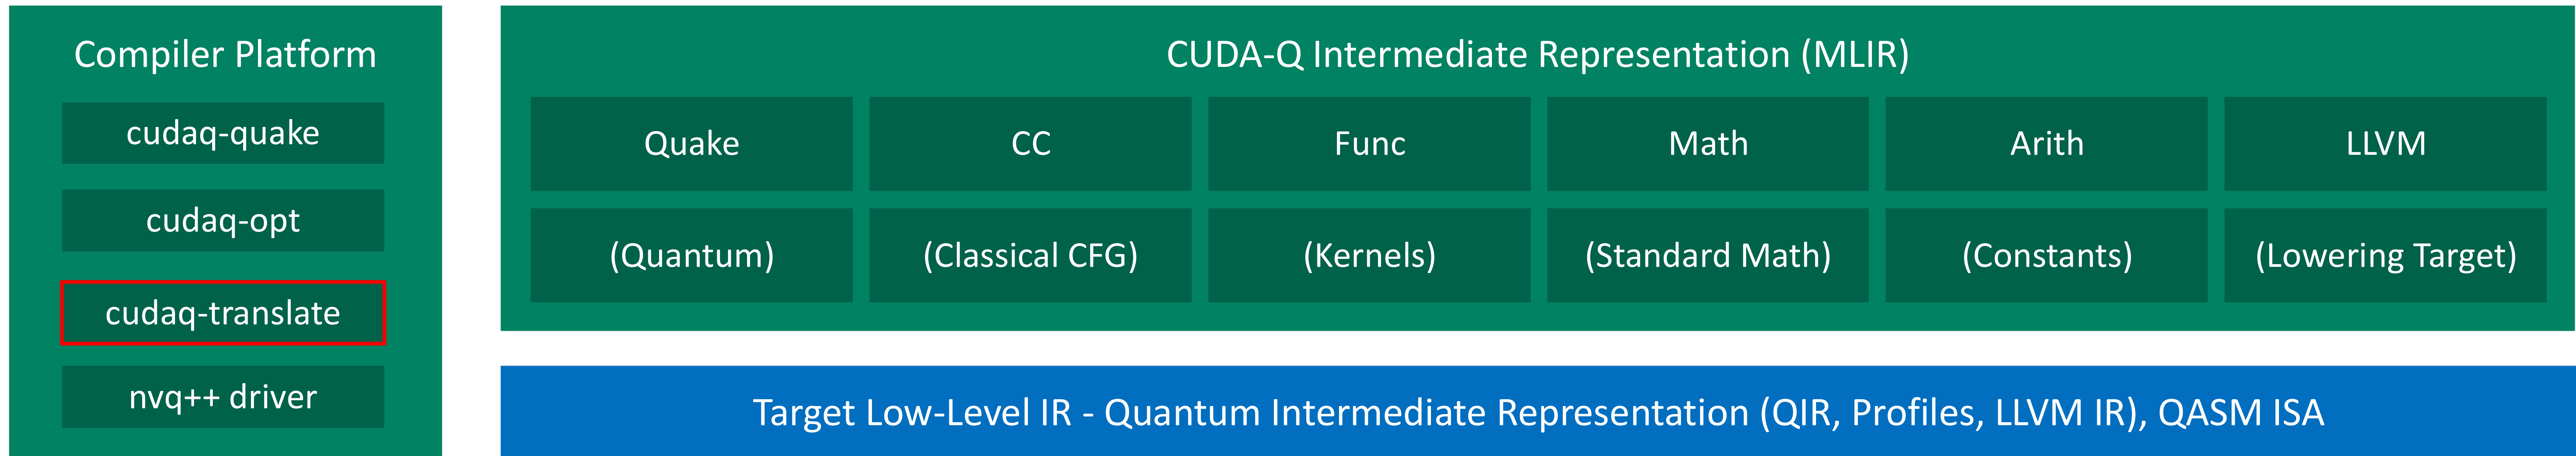 Compiler Platform
cudaq-quake
cudaq-opt
cudaq-translate
nvq++ driver
CUDA-Q Intermediate Representation (MLIR)
Quake
CC
Func
Math
Arith
LLVM
(Quantum)
(Classical CFG)
(Kernels)
(Standard Math)
(Constants)
(Lowering Target)
Target Low-Level IR - Quantum Intermediate Representation (QIR, Profiles, LLVM IR), QASM ISA